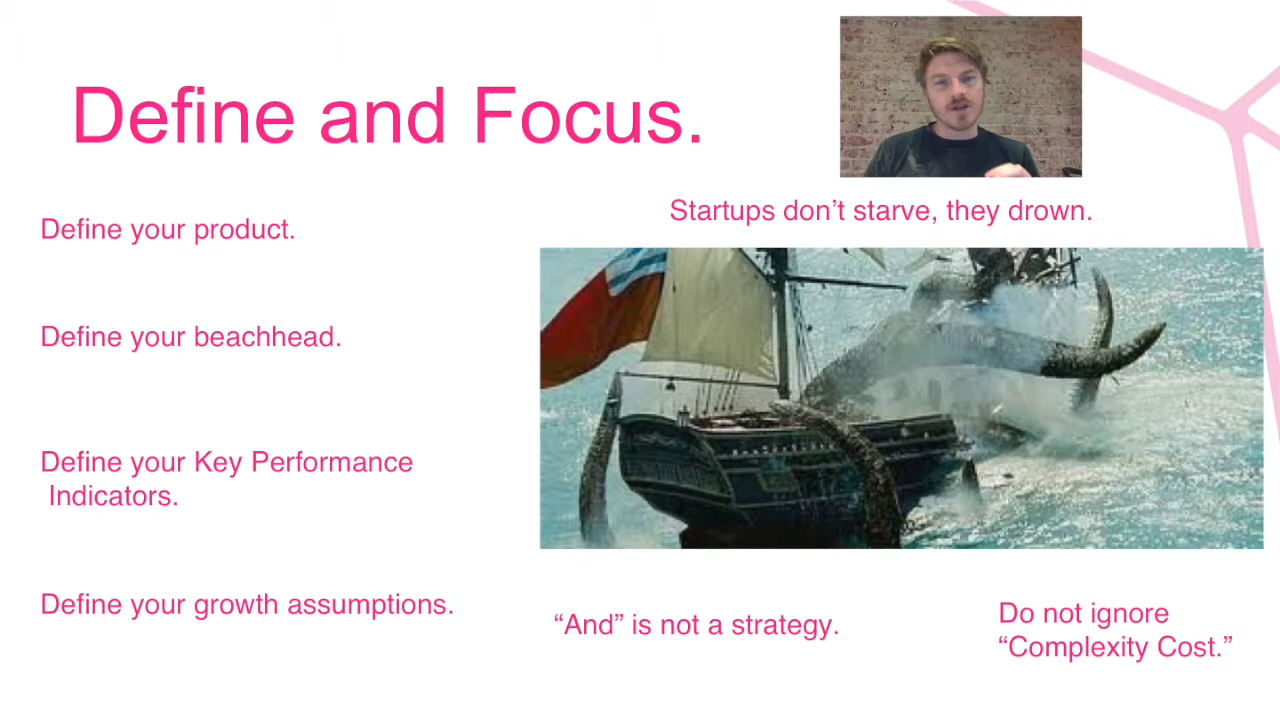 Define and Focus.
Startups don’t starve, they drown.
Define your product.
Define your beachhead.
Define your Key Performance
Indicators.
Define your growth assumptions.
“And” is not a strategy.
Do not ignore
“Complexity Cost.”